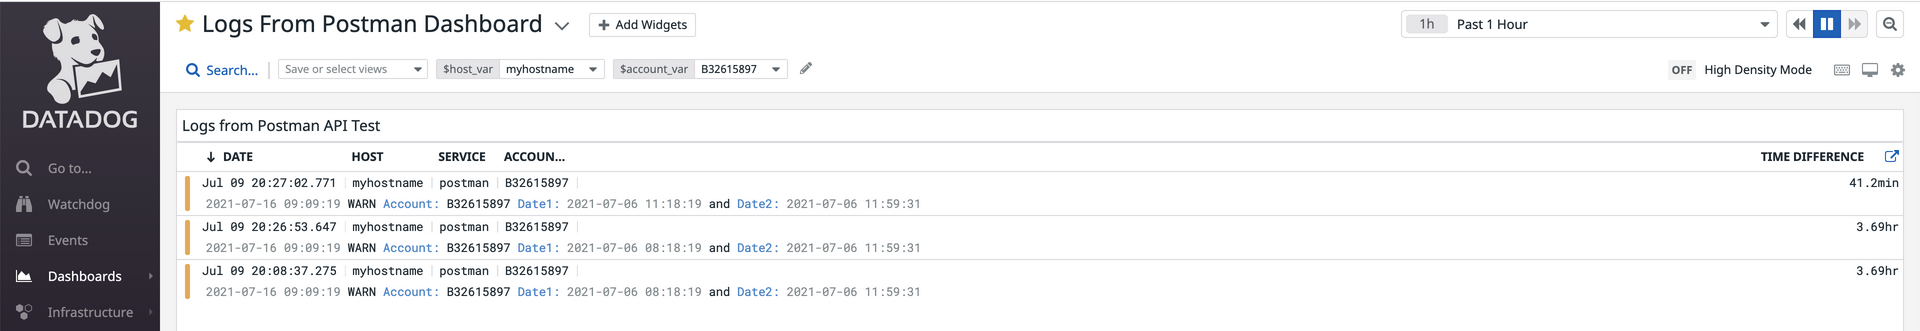 DATADOG
Go to...
Watchdog
Events
Dashboards
Infrastructure
Logs From Postman Dashboard
+ Add Widgets
1h Past 1 Hour
Search...
Save or select views
$host_var myhostname
$account_var B32615897
OFF High Density Mode
Logs from Postman API Test
↓ DATE HOST SERVICE ACCOUN... TIME DIFFERENCE
Jul 09 20:27:02.771 myhostname postman B32615897 41.2min
2021-07-16 09:09:19 WARN Account: B32615897 Date1: 2021-07-06 11:18:19 and Date2: 2021-07-06 11:59:31
Jul 09 20:26:53.647 myhostname postman B32615897 3.69hr
2021-07-16 09:09:19 WARN Account: B32615897 Date1: 2021-07-06 08:18:19 and Date2: 2021-07-06 11:59:31
Jul 09 20:08:37.275 myhostname postman B32615897 3.69hr
2021-07-16 09:09:19 WARN Account: B32615897 Date1: 2021-07-06 08:18:19 and Date2: 2021-07-06 11:59:31